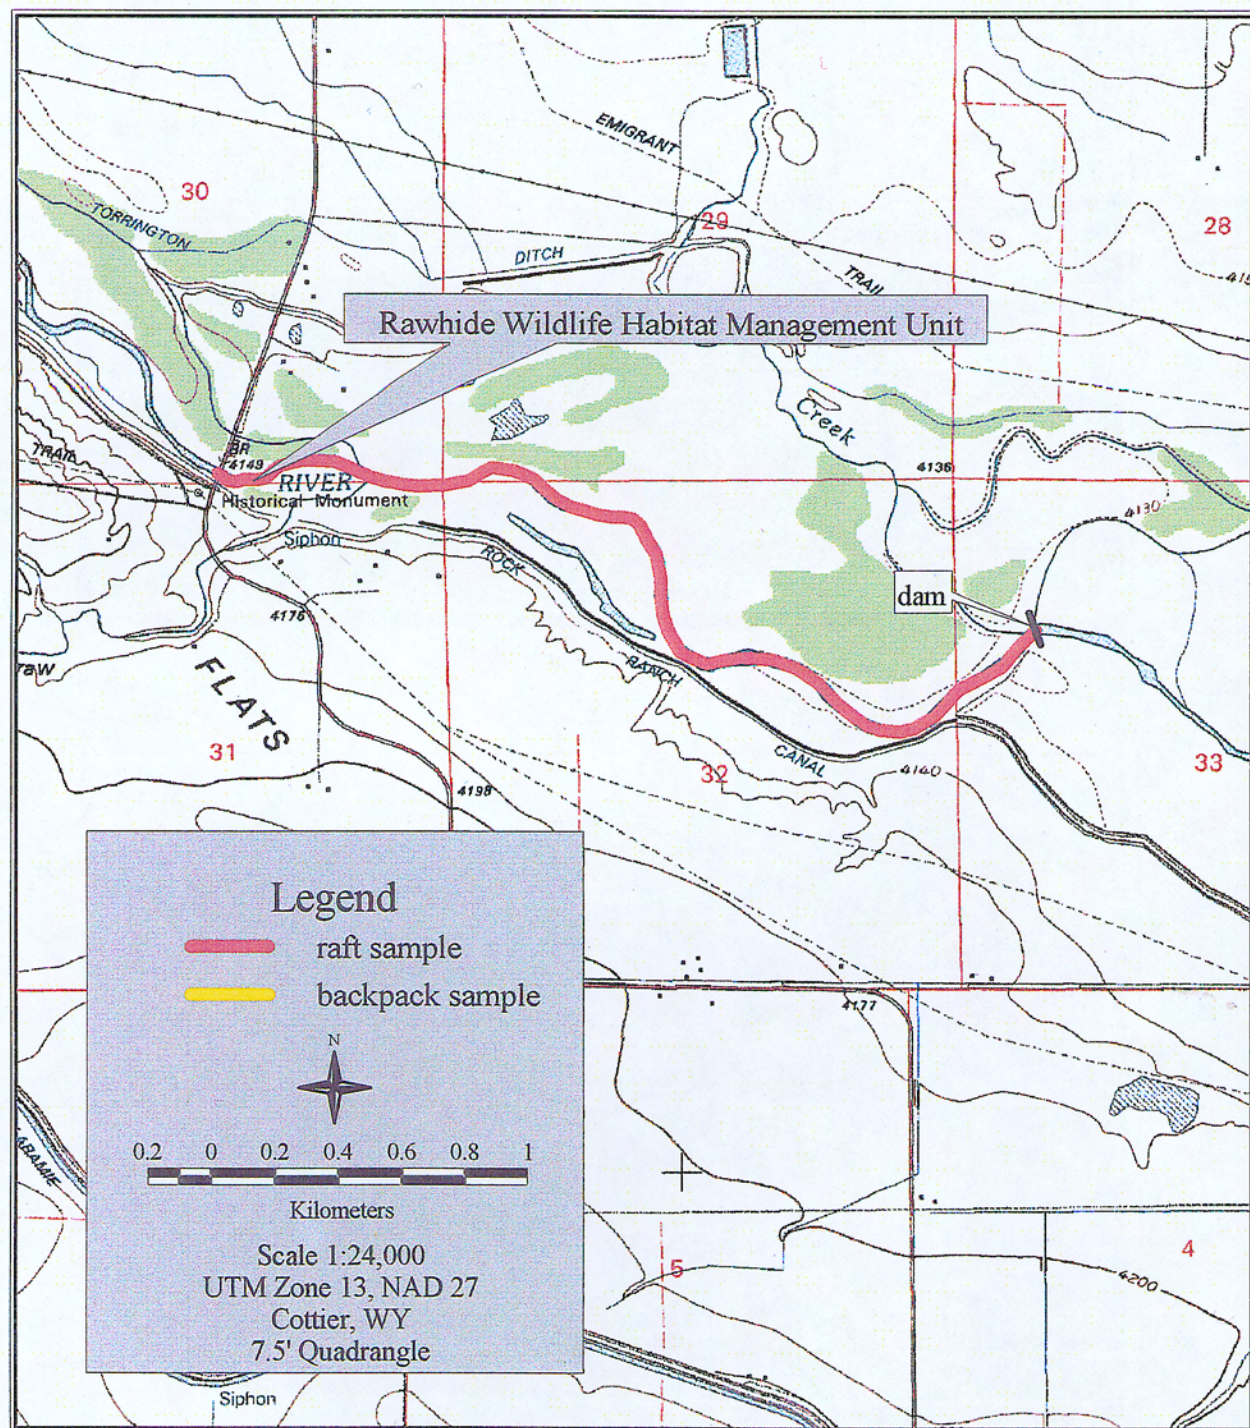 EMIGRANT
30
TORRINGTON
29
28
DITCH
TRAIL
Rawhide Wildlife Habitat Management Unit
Creek
BR
4149
TRAIL
RIVER
4136
Historical Monument
4130
Siphon
ROCK
dam
4176
RANCH
FLATS
31
CANAL
32
4140
33
4198
Legend
raft sample
backpack sample
4177
N
0.2 0 0.2 0.4 0.6 0.8 1
Kilometers
LARAMIE
Scale 1:24,000
UTM Zone 13, NAD 27
Cottier, WY
7.5' Quadrangle
5
4
4200
Siphon